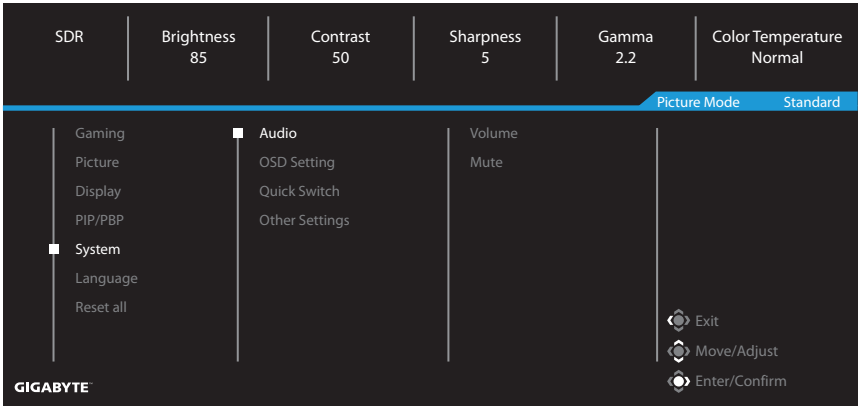 SDR Brightness Contrast Sharpness Gamma Color Temperature
85 50 5 2.2 Normal
Picture Mode Standard
Gaming Audio Volume
Picture OSD Setting Mute
Display Quick Switch
PIP/PBP Other Settings
System
Language
Reset all
Exit
Move/Adjust
GIGABYTE™ Enter/Confirm